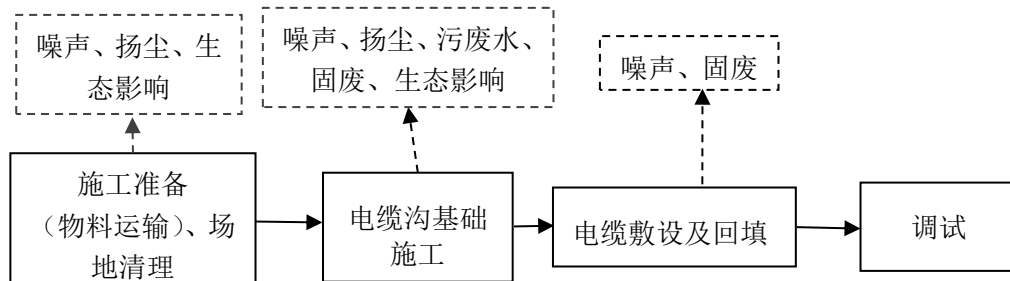 噪声、扬尘、生
态影响
噪声、扬尘、污废水、
固废、生态影响
噪声、固废
施工准备
（物料运输）、场
地清理
电缆沟基础
施工
电缆敷设及回填
调试